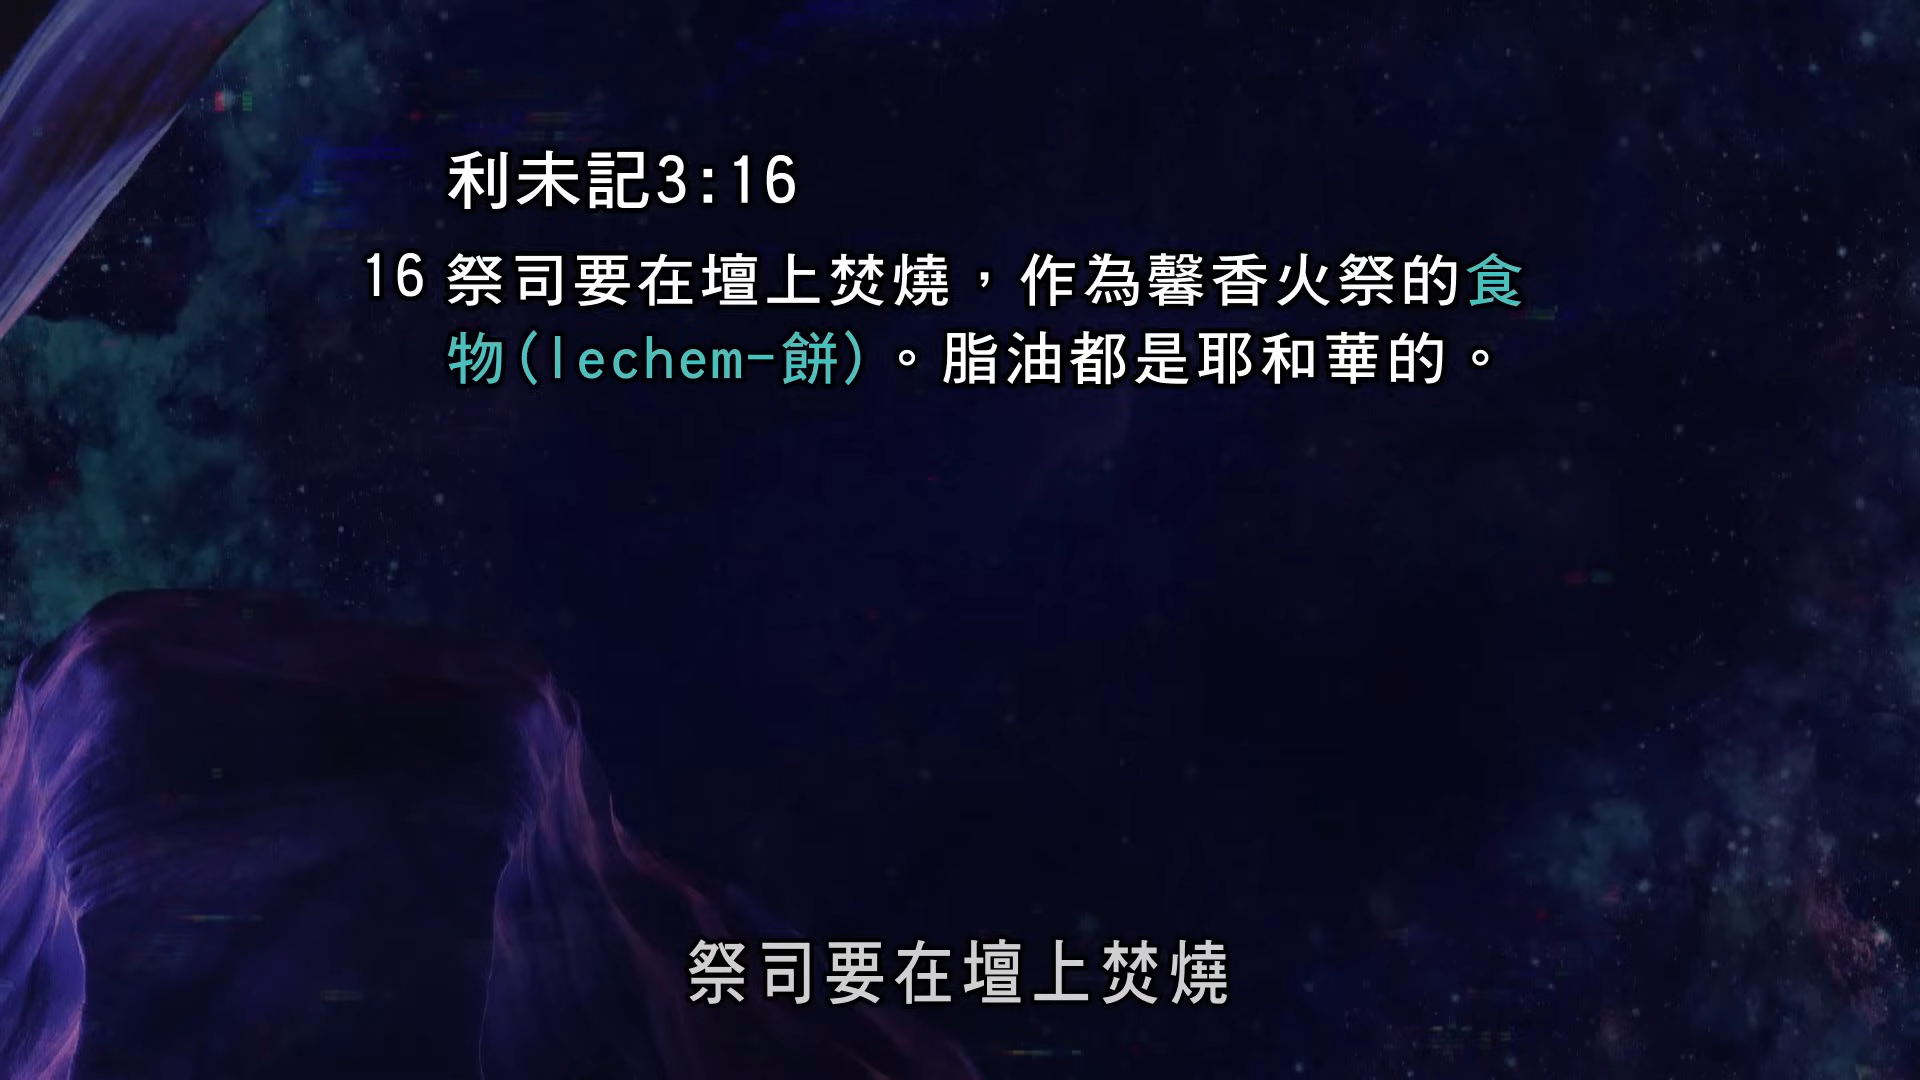 利未記3:16
16 祭司要在壇上焚燒，作為馨香火祭的食
物(lechem-餅)。脂油都是耶和華的。
祭司要在壇上焚燒